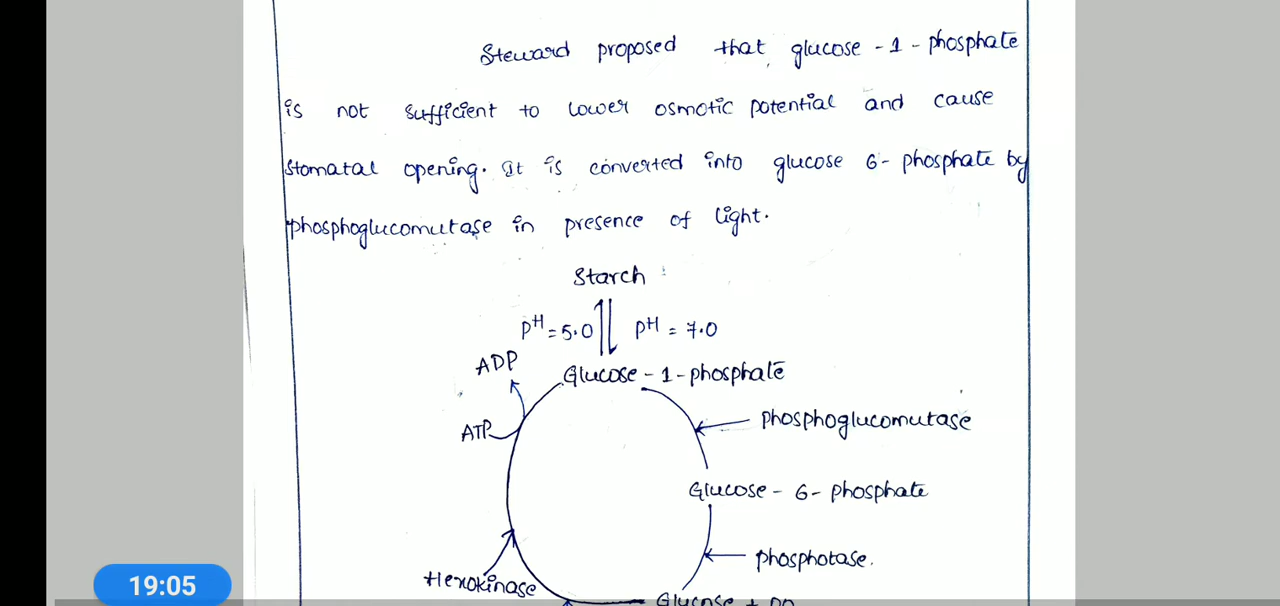 Steward proposed that glucose-1-phosphate
is not sufficient to lower osmotic potential and cause
stomatal opening. It is converted into glucose 6-phosphate by
phosphoglucomutase in presence of light.
Starch
pH=5.0 pH = 7.0
ADP
Glucose-1-phosphate
ATP
phosphoglucomutase
Glucose-6-phosphate
phosphotase.
Hexokinase
19:05
Glucose +